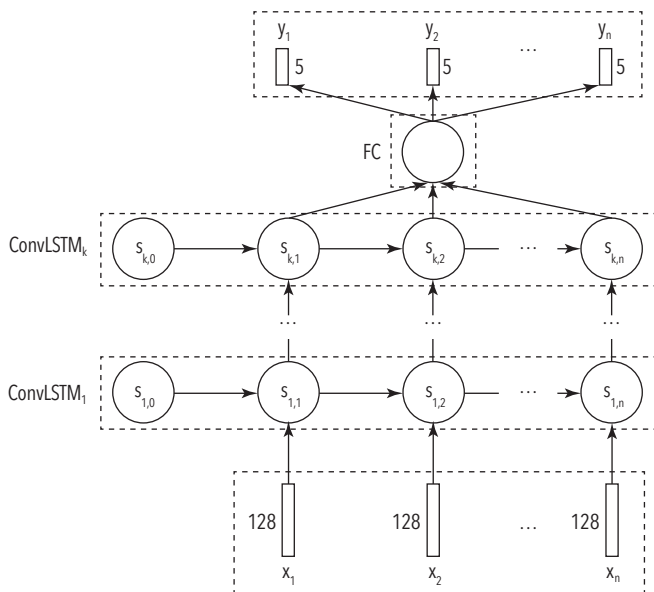 y₁ y₂ … yₙ
5 5 5
FC
ConvLSTMₖ sₖ,₀ sₖ,₁ sₖ,₂ … sₖ,ₙ
… … …
ConvLSTM₁ s₁,₀ s₁,₁ s₁,₂ … s₁,ₙ
128 128 … 128
x₁ x₂ xₙ